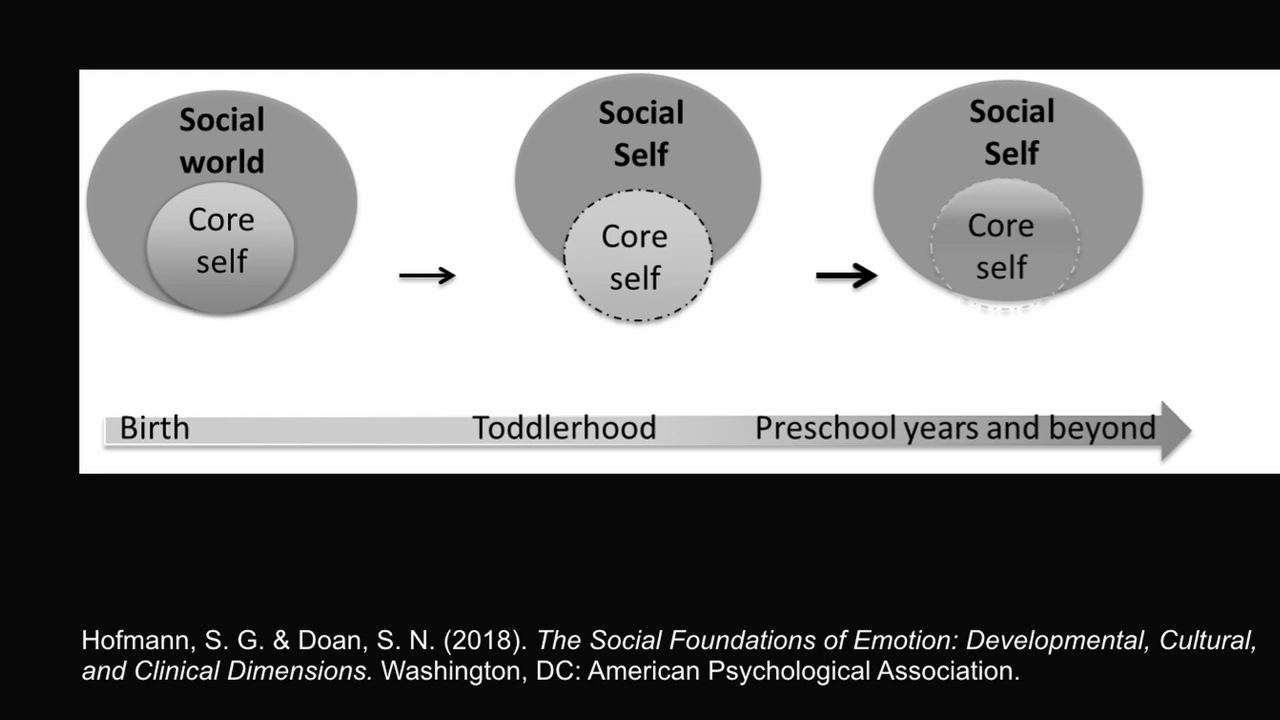 Social
world
Core
self
Social
Self
Core
self
Social
Self
Core
self
Birth
Toddlerhood
Preschool years and beyond
Hofmann, S. G. & Doan, S. N. (2018). The Social Foundations of Emotion: Developmental, Cultural,
and Clinical Dimensions. Washington, DC: American Psychological Association.